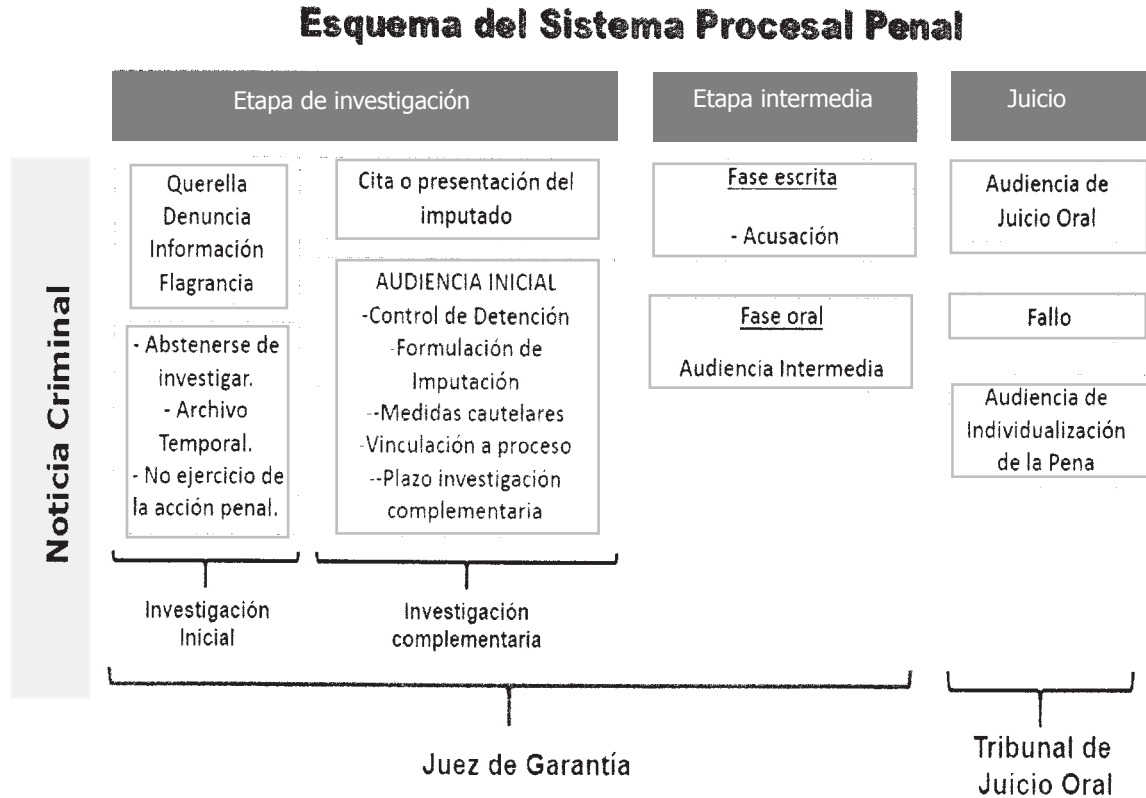 Esquema del Sistema Procesal Penal
Etapa de investigación
Etapa intermedia
Juicio
Noticia Criminal
Querella
Denuncia
Información
Flagrancia
- Abstenerse de
investigar.
- Archivo
Temporal.
- No ejercicio de
la acción penal.
Investigación
Inicial
Cita o presentación del
imputado
AUDIENCIA INICIAL
-Control de Detención
-Formulación de
Imputación
--Medidas cautelares
-Vinculación a proceso
--Plazo investigación
complementaria
Investigación
complementaria
Fase escrita
- Acusación
Fase oral
Audiencia Intermedia
Juez de Garantía
Audiencia de
Juicio Oral
Fallo
Audiencia de
Individualización
de la Pena
Tribunal de
Juicio Oral